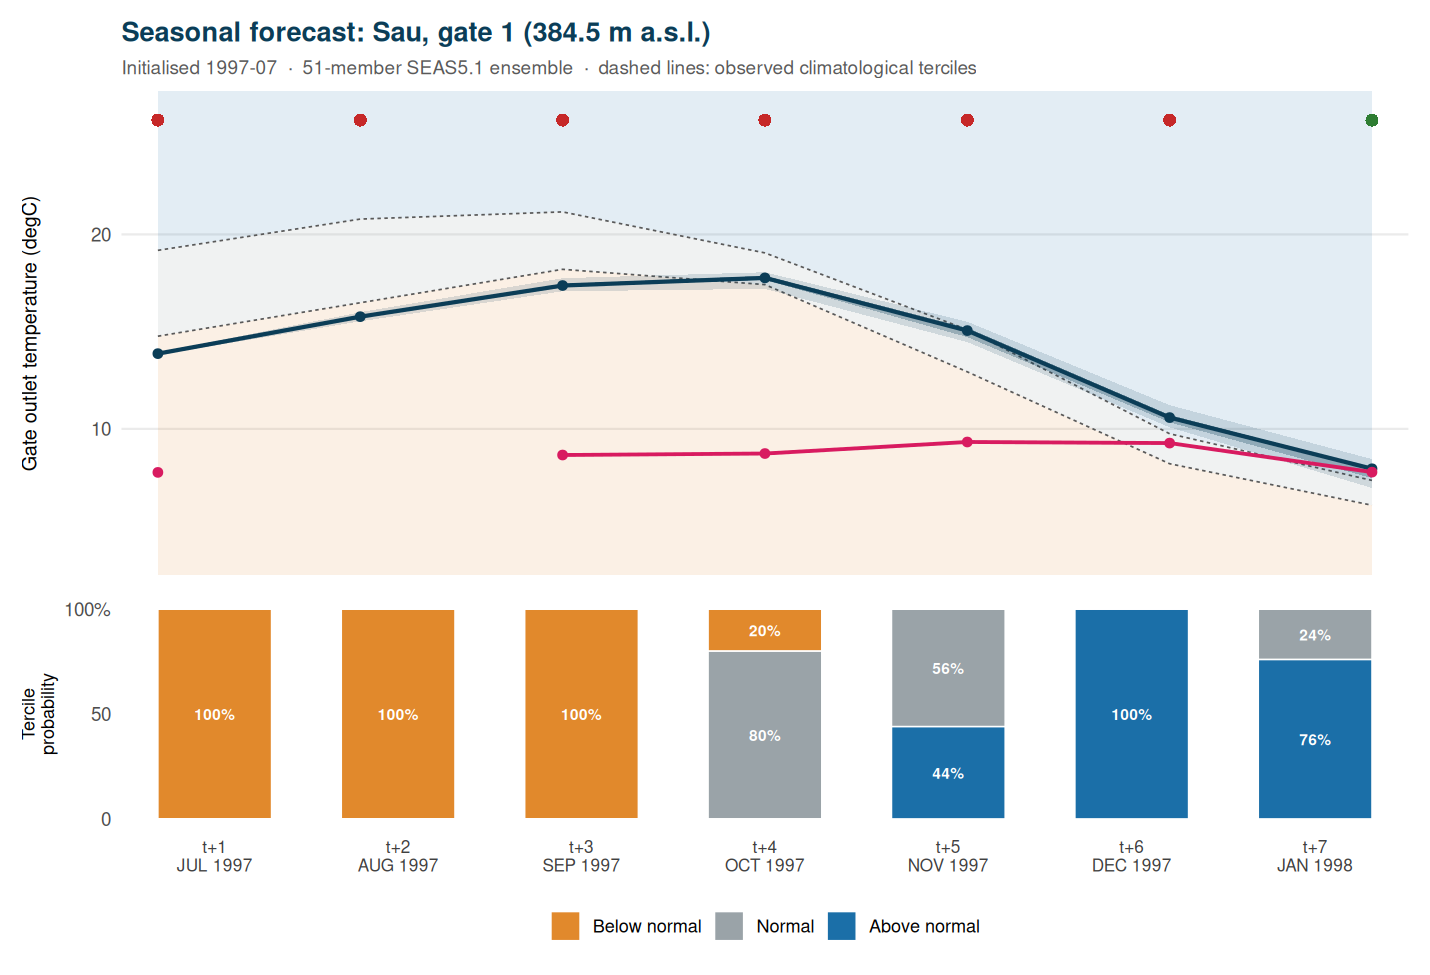 Seasonal forecast: Sau, gate 1 (384.5 m a.s.l.)
Initialised 1997-07 · 51-member SEAS5.1 ensemble · dashed lines: observed climatological terciles
Gate outlet temperature (degC)
20
10
Tercile
probability
100%
50
0
100%
100%
100%
20%
80%
56%
44%
100%
24%
76%
t+1
JUL 1997
t+2
AUG 1997
t+3
SEP 1997
t+4
OCT 1997
t+5
NOV 1997
t+6
DEC 1997
t+7
JAN 1998
Below normal
Normal
Above normal